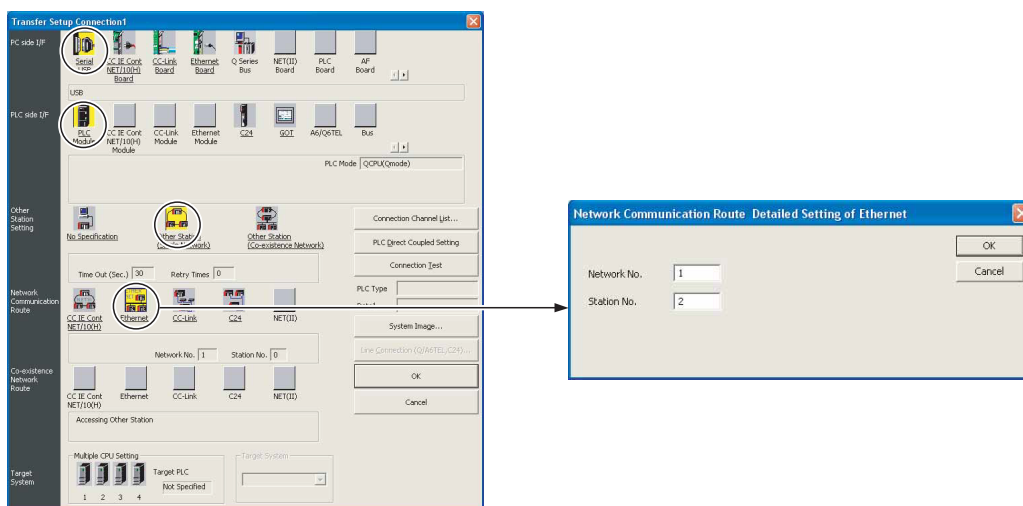 Transfer Setup Connection1
PC side I/F
Serial
USB
CC IE Cont
NET/10(H)
Board
CC-Link
Board
Ethernet
Board
Q Series
Bus
NET(II)
Board
PLC
Board
AF
Board
USB
PLC side I/F
PLC
Module
CC IE Cont
NET/10(H)
Module
CC-Link
Module
Ethernet
Module
C24
GOT
A6/Q6TEL
Bus
PLC Mode QCPU(Qmode)
Other
Station
Setting
No Specification
Other Station
(Single Network)
Other Station
(Co-existence Network)
Time Out (Sec.) 30 Retry Times 0
Connection Channel List...
PLC Direct Coupled Setting
Connection Test
PLC Type
Detail
System Image...
Line Connection (Q/A6TEL,C24)...
OK
Cancel
Network
Communication
Route
CC IE Cont
NET/10(H)
Ethernet
CC-Link
C24
NET(II)
Network No. 1 Station No. 0
Co-existence
Network
Route
CC IE Cont
NET/10(H)
Ethernet
CC-Link
C24
NET(II)
Accessing Other Station
Target
System
Multiple CPU Setting
1 2 3 4
Target PLC
Not Specified
Target System
Network Communication Route Detailed Setting of Ethernet
Network No. 1
Station No. 2
OK
Cancel